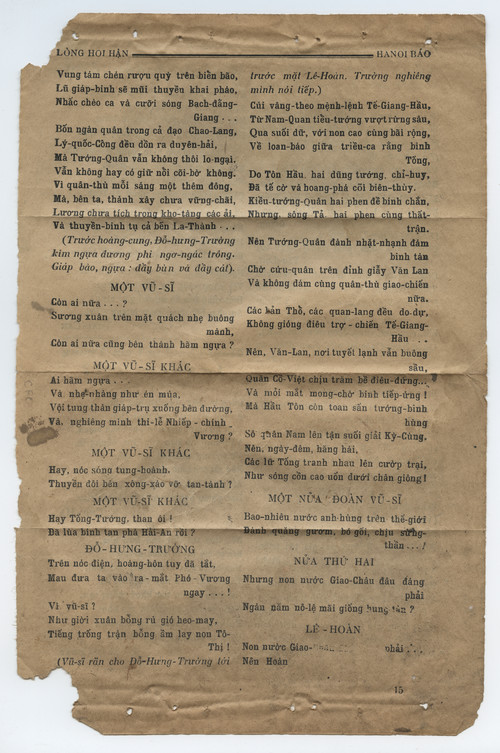 LÒNG HỐI HẬN
HANOI BÁO
Vung tám chén rượu quý trên biển bão,
Lũ giáp-binh sẽ mũi thuyền khai pháo,
Nhấc chéo ca và cưỡi sóng Bạch-đằng-
Giang . . .
Bốn ngàn quân trong cả đạo Chao-Lang,
Lý-quốc-Công đều dồn ra duyên-hải,
Mà Tướng-Quân vẫn không thôi lo-ngại.
Vẫn không hay có giữ nổi cõi-bờ không.
Vì quân-thù mỗi sáng một thêm đông,
Mà, bên ta, thành xây chưa vững-chãi,
Lương chưa tích trong kho-tàng các ải,
Và thuyền-binh tụ cả bến La-Thành . . .
(Trước hoàng-cung, Đỗ-hưng-Trường
kim ngựa đương phi ngơ-ngác trông.
Giáp bào, ngựa : đầy bùn và đầy cát).
MỘT VŨ-SĨ
Còn ai nữa . . . ?
Sương xuân trên mặt quách nhẹ buông
mành,
Còn ai nữa cũng bên thành hãm ngựa ?
MỘT VŨ-SĨ KHÁC
Ai hãm ngựa . . .
Và nhẹ-nhàng như én múa,
Vội tung thân giáp-trụ xuống bên đường,
Và nghiêng mình thi-lễ Nhiếp - chính
Vương ?
MỘT VŨ-SĨ KHÁC
Hay, nóc sóng tung-hoành,
Thuyền đôi bến xông-xáo vỡ tan-tành ?
MỘT VŨ-SĨ KHÁC
Hay Tống-Tướng, than ôi !
Đã lùa binh tan phá Hải-Ấn rồi ?
ĐỖ-HƯNG-TRƯỜNG
Trên nóc điện, hoàng-hôn tuy đã tắt,
Mau đưa ta vào ra-mắt Phó-Vương
ngay . . . !
Vì vũ-sĩ ?
Như giời xuân bỗng rú gió heo-may,
Tiếng trống trận bỗng ầm lay non Tô-
Thị !
(Vũ-sĩ rẽ cho Đỗ-Hưng-Trường tới
trước mặt Lê-Hoàn. Trường nghiêng
mình nói tiếp.)
Cúi vâng-theo mệnh-lệnh Tề-Giang-Hầu,
Từ Nam-Quan tiểu-tướng vượt rừng sâu,
Qua suối dữ, với non cao cùng bãi rộng,
Về loan-báo giữa triều-ca rằng binh
Tống,
Do Tôn Hầu, hai dũng tướng, chỉ-huy,
Đã tế cờ và hoang-phá cõi biên-thùy.
Kiều-tướng-Quân hai phen đề binh chắn,
Nhưng, sông Tả, hai phen cùng thất-
trận.
Nên Tướng-Quân đành nhặt-nhạnh đám
binh tàn
Chờ cứu-quân trên đỉnh giẫy Văn Lan
Và không dám cùng quân-thù giao-chiến
nữa.
Các bản Thổ, các quan-lang đều do-dự,
Không giống điêu trợ - chiến Tề-Giang-
Hầu . .
Nên, Văn-Lan, nơi tuyết lạnh vẫn buông
sầu,
Quân Cồ-Việt chịu trăm bề điêu-đứng...
Và mỏi mắt mong-chờ binh tiếp-ứng !
Mà Hầu Tôn còn toan sẵn tướng-binh
hùng
Sô quân Nam lên tận suối giải Kỳ-Cùng,
Nên, ngày-đêm, hăng hái,
Các lữ Tống tranh nhau lên cướp trại,
Như sóng cồn cao uốn dưới chân giông !
MỘT NỬA ĐOÀN VŨ-SĨ
Bao-nhiêu nước anh-hùng trên thế-giới
Đành quăng gươm, bó gối, chịu xưng-
thần... !
NỬA THỨ HAI
Nhưng non nước Giao-Châu đâu đáng
phải
Ngàn năm nô-lệ mãi giống hung tàn ?
LÊ-HOÀN
Non nước Giao- phải . . .
Nên Hoàn
15